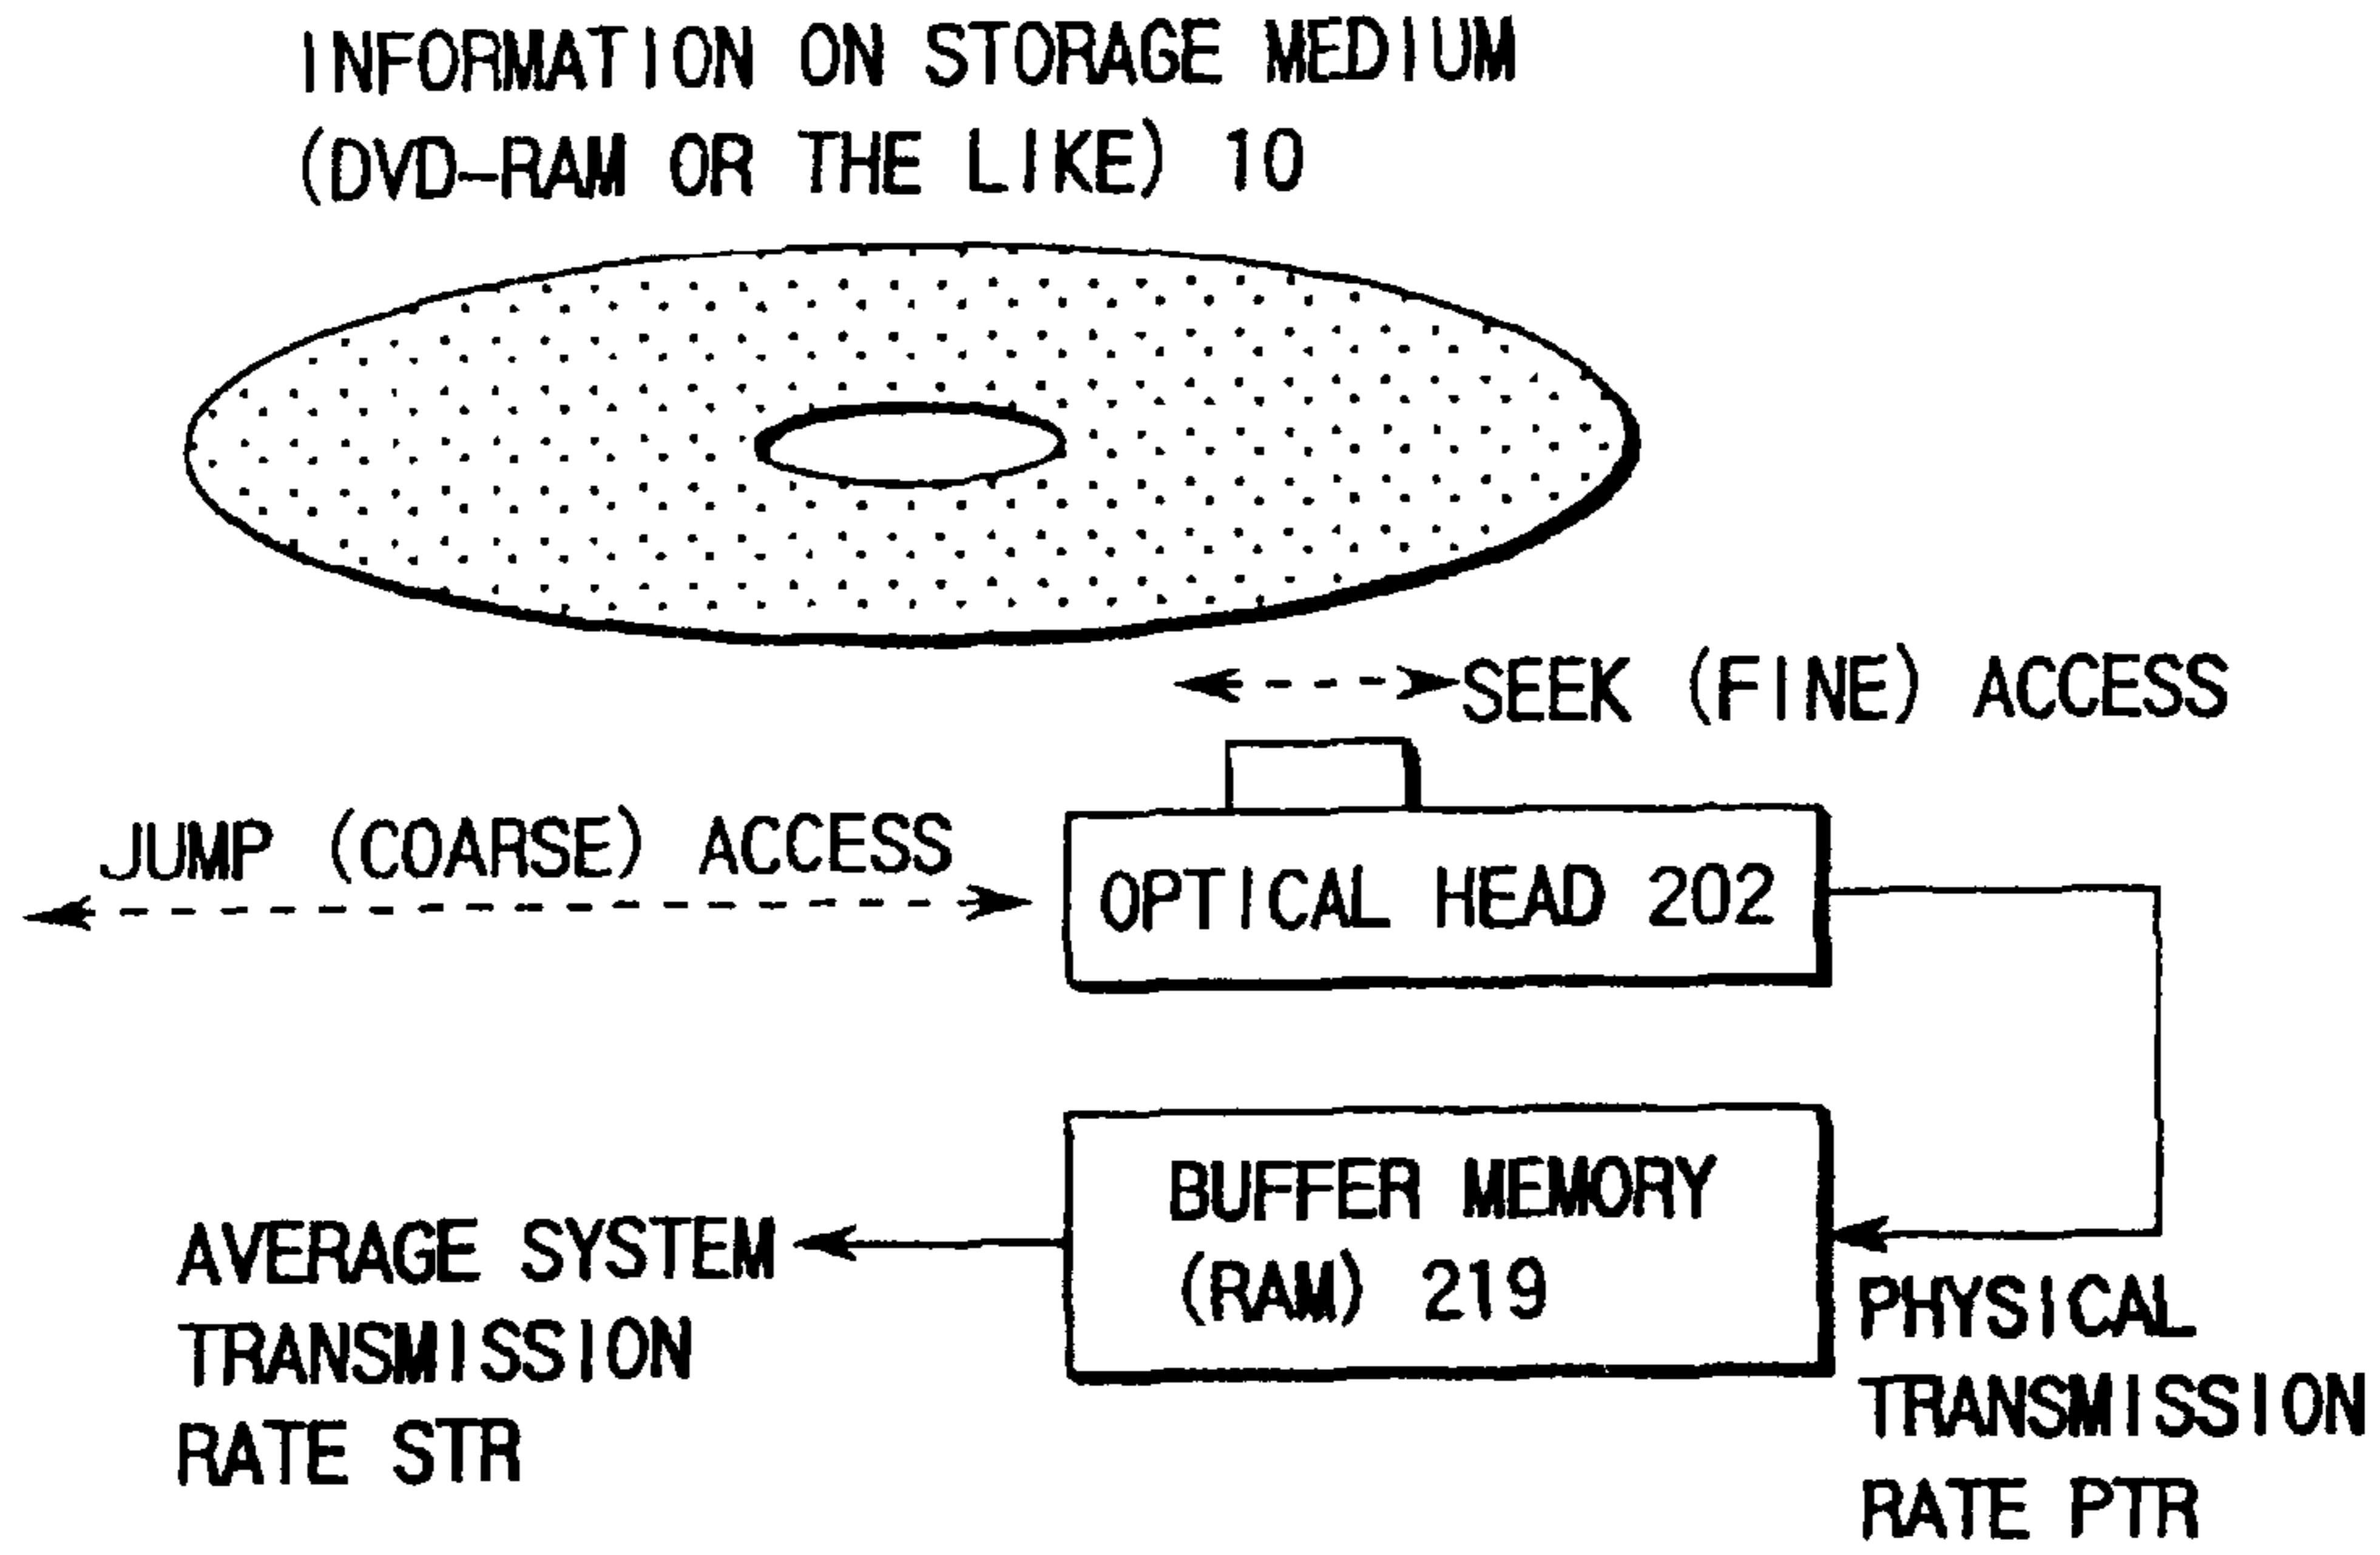 INFORMATION ON STORAGE MEDIUM
(DVD-RAM OR THE LIKE) 10
SEEK (FINE) ACCESS
JUMP (COARSE) ACCESS
OPTICAL HEAD 202
BUFFER MEMORY
(RAM) 219
AVERAGE SYSTEM
TRANSMISSION
RATE STR
PHYSICAL
TRANSMISSION
RATE PTR